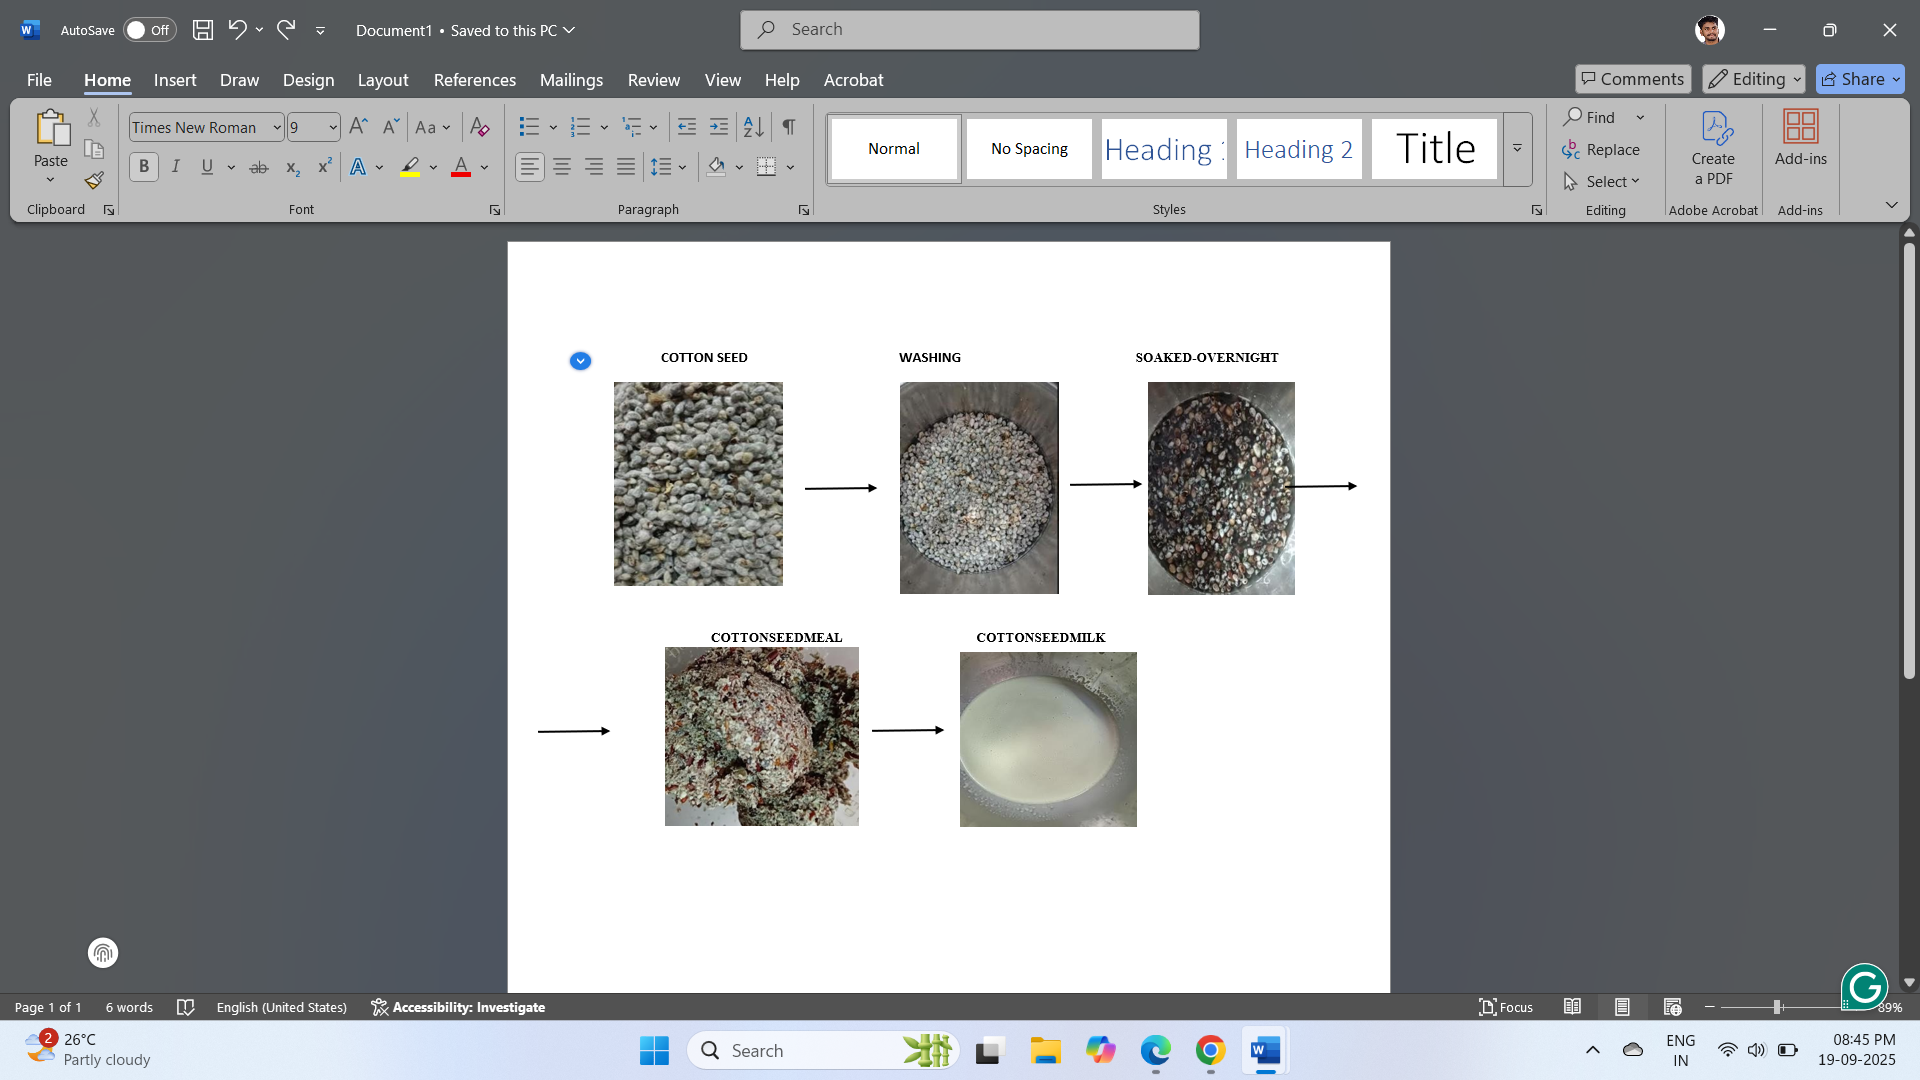 AutoSave Off Document1 • Saved to this PC Search
File Home Insert Draw Design Layout References Mailings Review View Help Acrobat Comments Editing Share
Paste Times New Roman 9 Aa Normal No Spacing Heading Heading 2 Title Find Replace Select Create a PDF Add-ins
Clipboard Font Paragraph Styles Editing Adobe Acrobat Add-ins
COTTON SEED WASHING SOAKED-OVERNIGHT
COTTONSEEDMEAL COTTONSEEDMILK
Page 1 of 1 6 words English (United States) Accessibility: Investigate Focus 89%
2 26°C
Partly cloudy
Search
ENG
IN
08:45 PM
19-09-2025